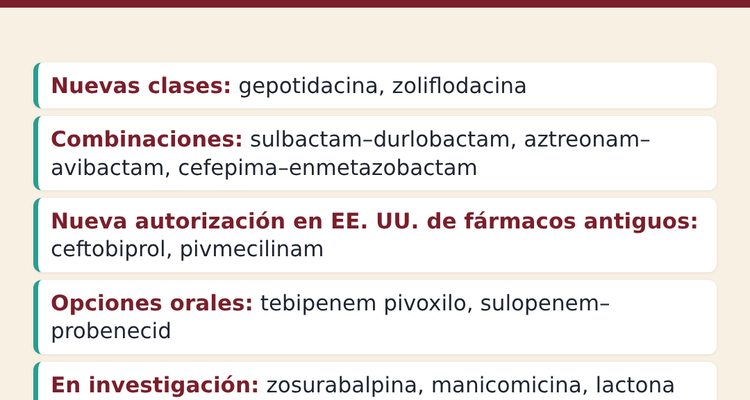 Nuevas clases: gepotidacina, zoliflodacina
Combinaciones: sulbactam–durlobactam, aztreonam–
avibactam, cefepima–enmetazobactam
Nueva autorización en EE. UU. de fármacos antiguos:
ceftobiprol, pivmecilinam
Opciones orales: tebipenem pivoxilo, sulopenem–
probenecid
En investigación: zosurabalpina, manicomicina, lactona